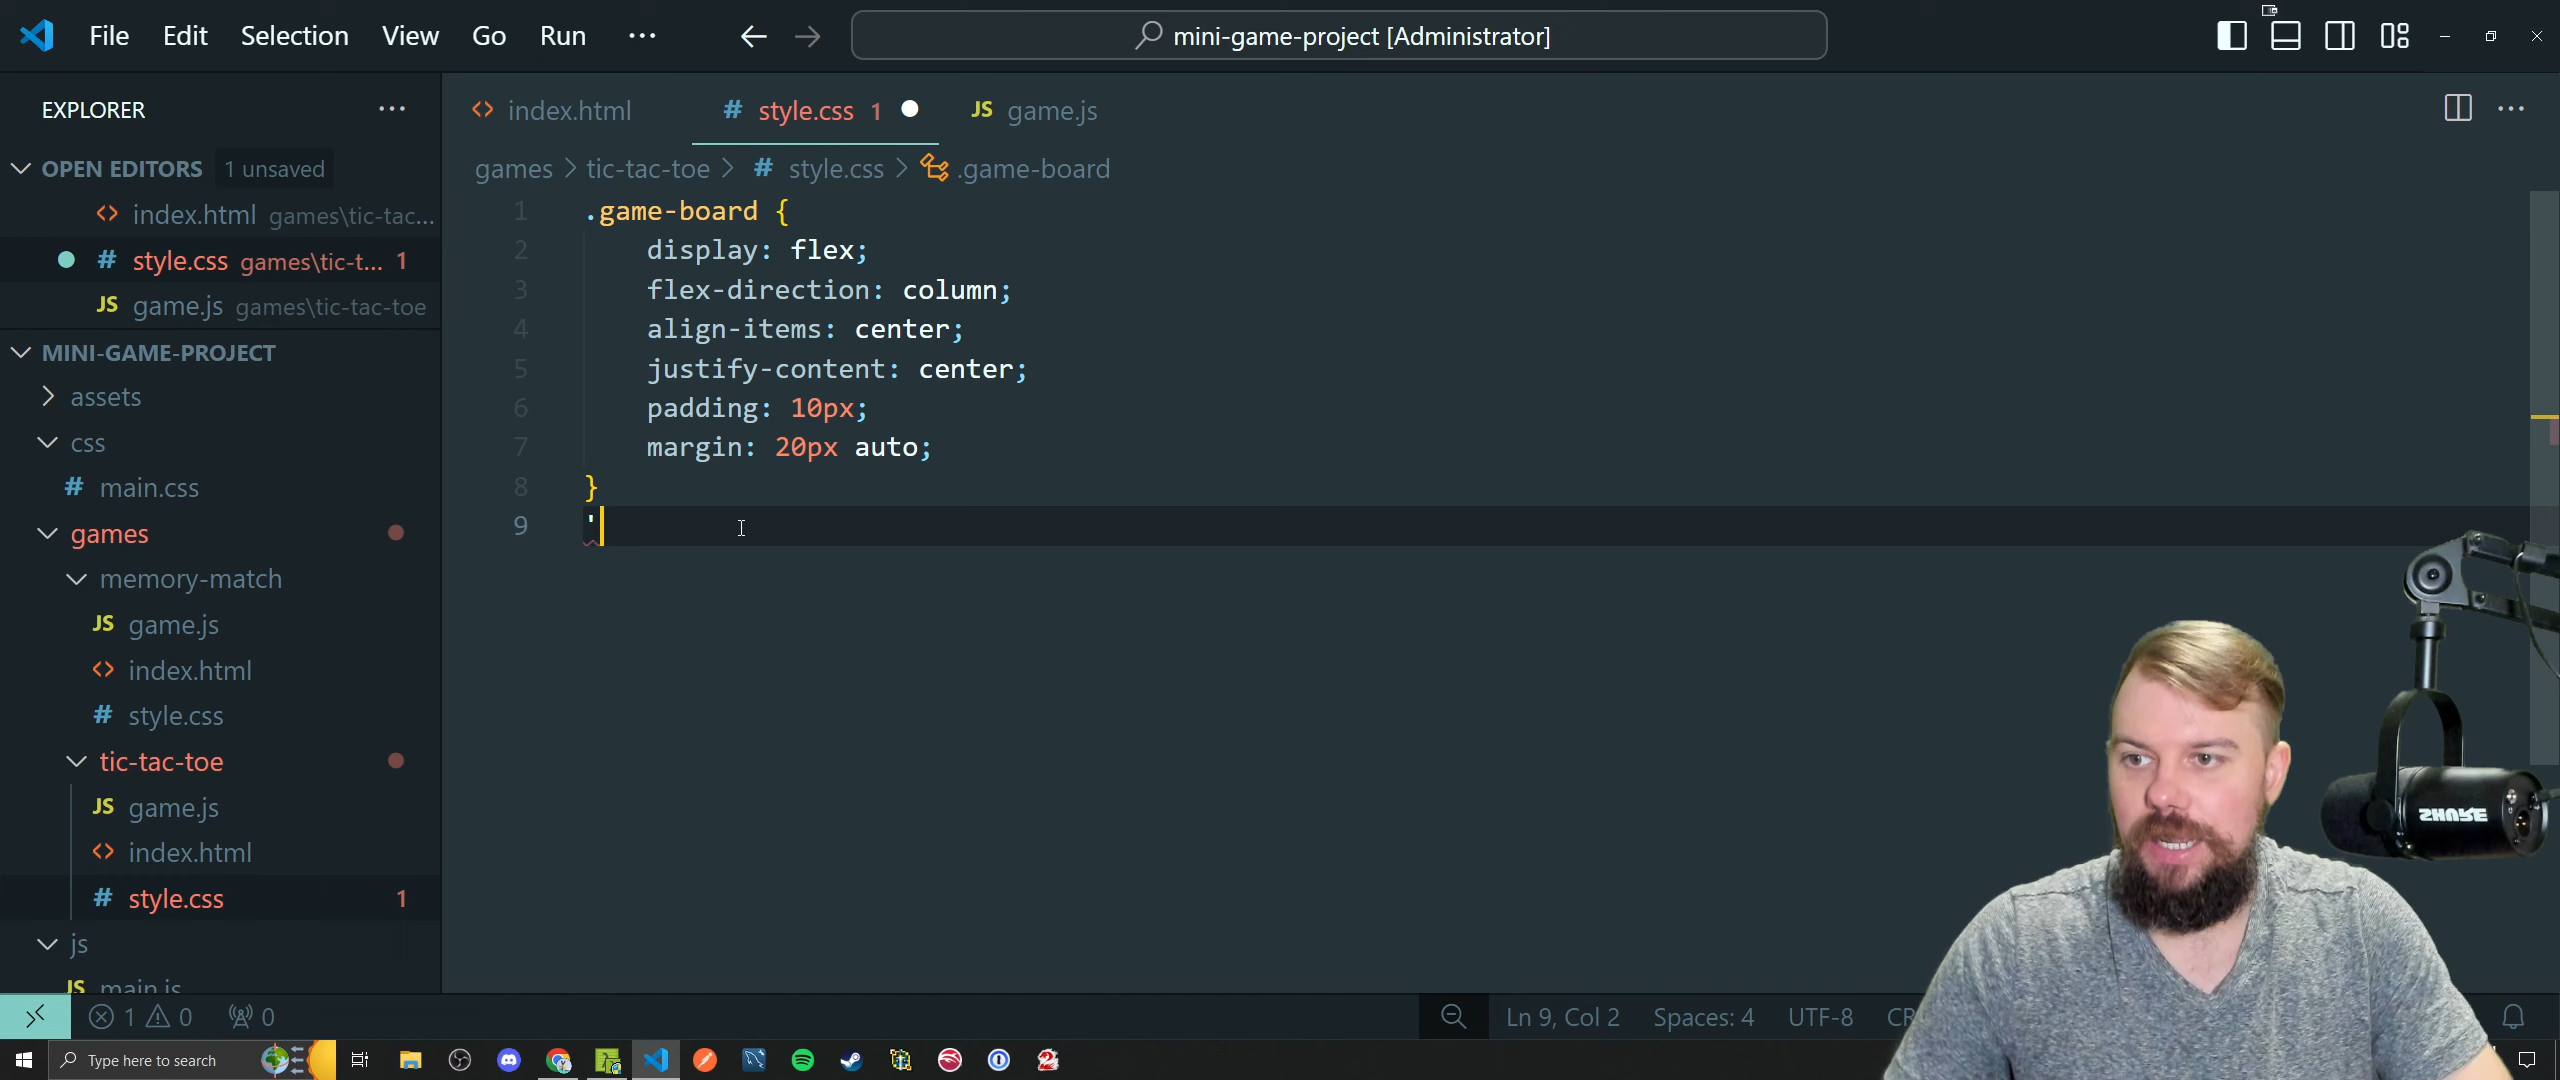 File Edit Selection View Go Run ···
mini-game-project [Administrator]
EXPLORER ···
index.html
# style.css 1
JS game.js
OPEN EDITORS 1 unsaved
<> index.html games\tic-tac...
# style.css games\tic-t... 1
JS game.js games\tic-tac-toe
MINI-GAME-PROJECT
assets
css
# main.css
games
memory-match
JS game.js
<> index.html
# style.css
tic-tac-toe
JS game.js
<> index.html
# style.css 1
js
JS main.js
games > tic-tac-toe > # style.css > .game-board
1 .game-board {
2 display: flex;
3 flex-direction: column;
4 align-items: center;
5 justify-content: center;
6 padding: 10px;
7 margin: 20px auto;
8 }
9 '
SHURE
1 0 0
Ln 9, Col 2 Spaces: 4 UTF-8 CR
Type here to search